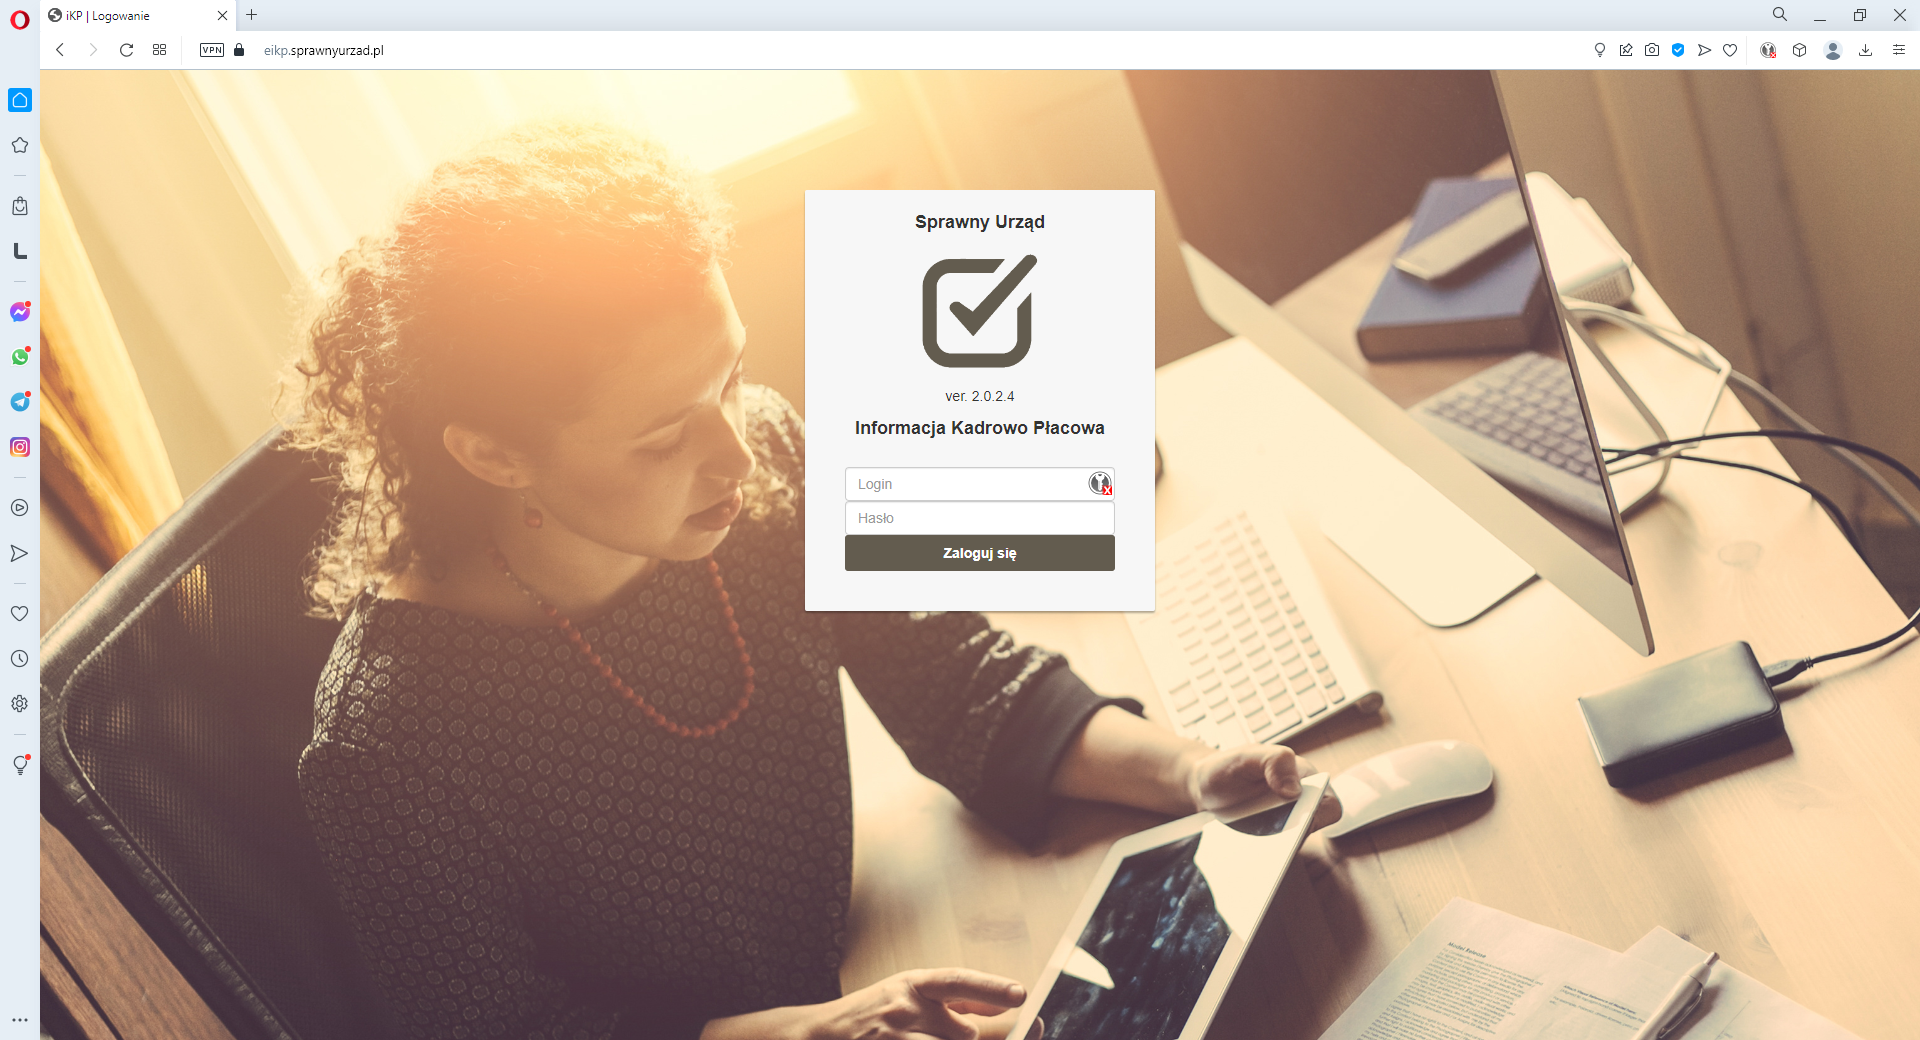 iKP | Logowanie
VPN
eikp.sprawnyurzad.pl
Sprawny Urząd
ver. 2.0.2.4
Informacja Kadrowo Płacowa
Login
Hasło
Zaloguj się